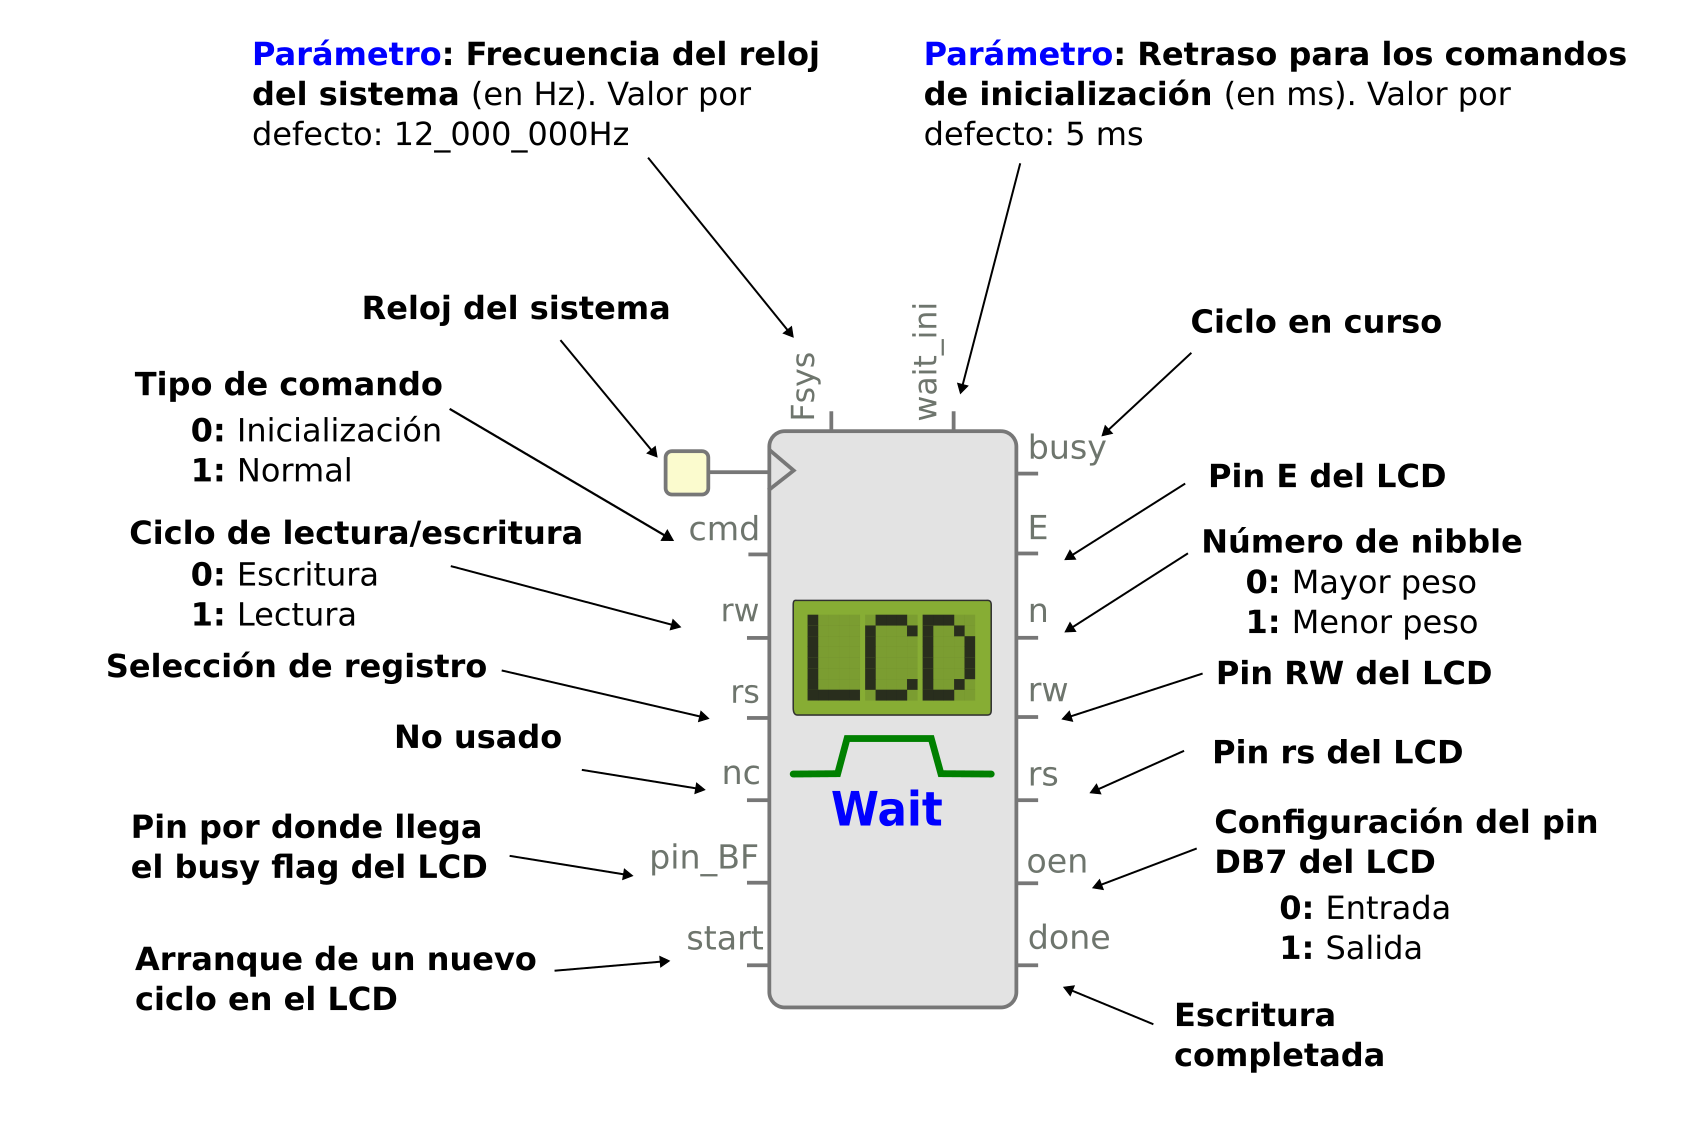 Parámetro: Frecuencia del reloj
del sistema (en Hz). Valor por
defecto: 12_000_000Hz
Parámetro: Retraso para los comandos
de inicialización (en ms). Valor por
defecto: 5 ms
Reloj del sistema
Tipo de comando
0: Inicialización
1: Normal
Ciclo de lectura/escritura
0: Escritura
1: Lectura
Selección de registro
No usado
Pin por donde llega
el busy flag del LCD
Arranque de un nuevo
ciclo en el LCD
Fsys
wait_ini
cmd
rw
rs
nc
pin_BF
start
LCD
Wait
busy
E
n
rw
rs
oen
done
Ciclo en curso
Pin E del LCD
Número de nibble
0: Mayor peso
1: Menor peso
Pin RW del LCD
Pin rs del LCD
Configuración del pin
DB7 del LCD
0: Entrada
1: Salida
Escritura
completada